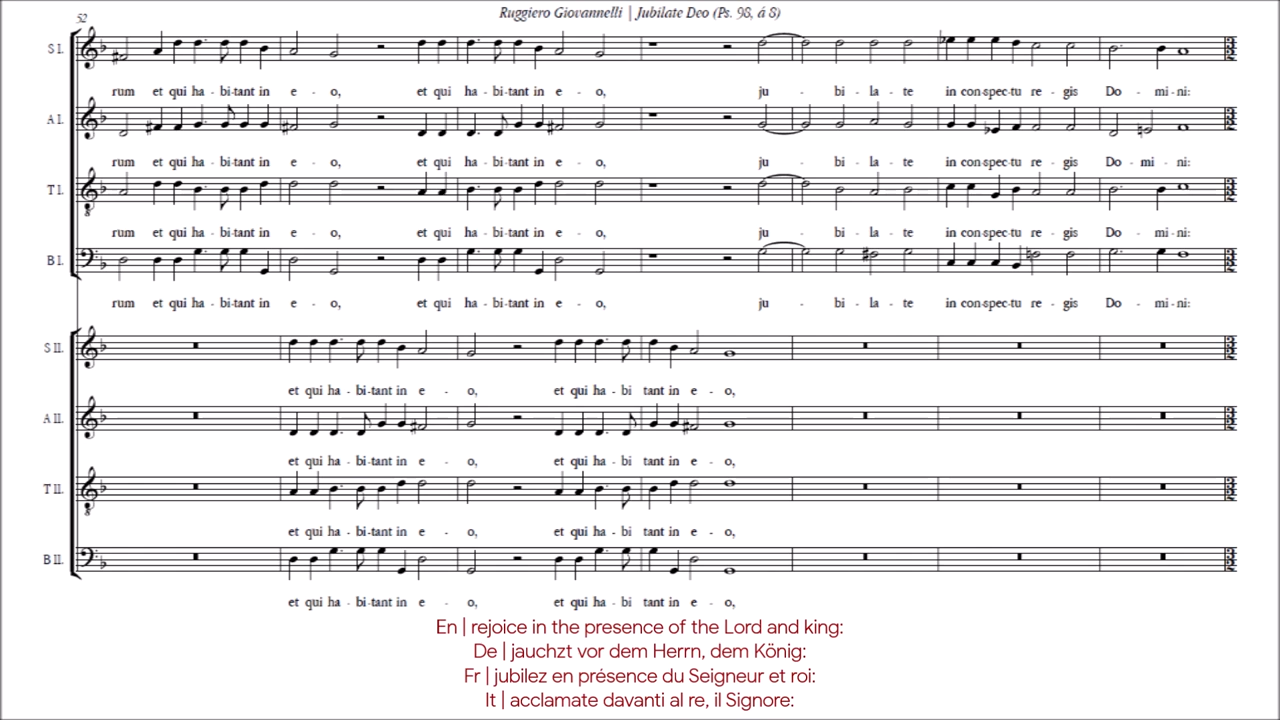 Ruggiero Giovannelli | Jubilate Deo (Ps. 98, á 8)
52
S I.
rum et qui ha - bi-tant in e - o, et qui ha - bi-tant in e - o, ju - bi - la - te in con-spec-tu re - gis Do - mi - ni:
A I.
rum et qui ha - bi-tant in e - o, et qui ha - bi-tant in e - o, ju - bi - la - te in con-spec-tu re - gis Do - mi - ni:
T I.
rum et qui ha - bi-tant in e - o, et qui ha - bi-tant in e - o, ju - bi - la - te in con-spec-tu re - gis Do - mi - ni:
B I.
rum et qui ha - bi-tant in e - o, et qui ha - bi-tant in e - o, ju - bi - la - te in con-spec-tu re - gis Do - mi - ni:
S II.
et qui ha - bi-tant in e - o, et qui ha - bi tant in e - o,
A II.
et qui ha - bi-tant in e - o, et qui ha - bi tant in e - o,
T II.
et qui ha - bi-tant in e - o, et qui ha - bi tant in e - o,
B II.
et qui ha - bi-tant in e - o, et qui ha - bi tant in e - o,
En | rejoice in the presence of the Lord and king:
De | jauchzt vor dem Herrn, dem König:
Fr | jubilez en présence du Seigneur et roi:
It | acclamate davanti al re, il Signore: